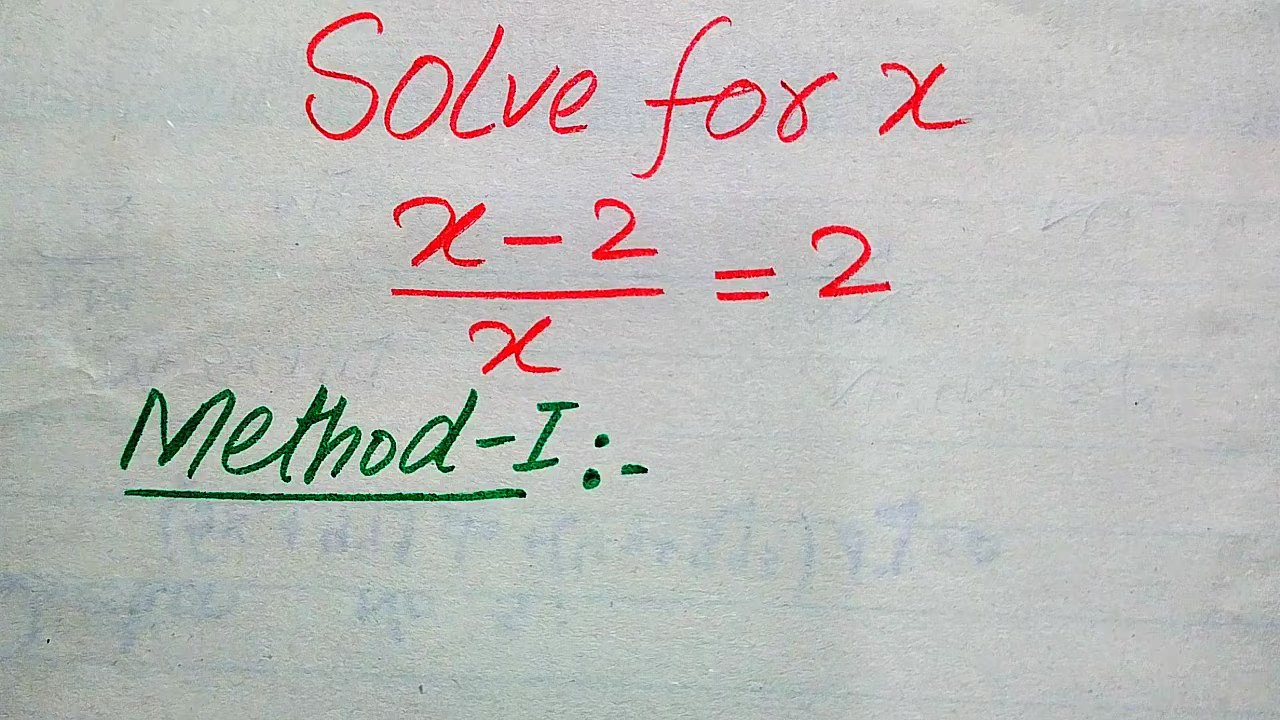 Solve for x
x-2
x
= 2
Method-I:-